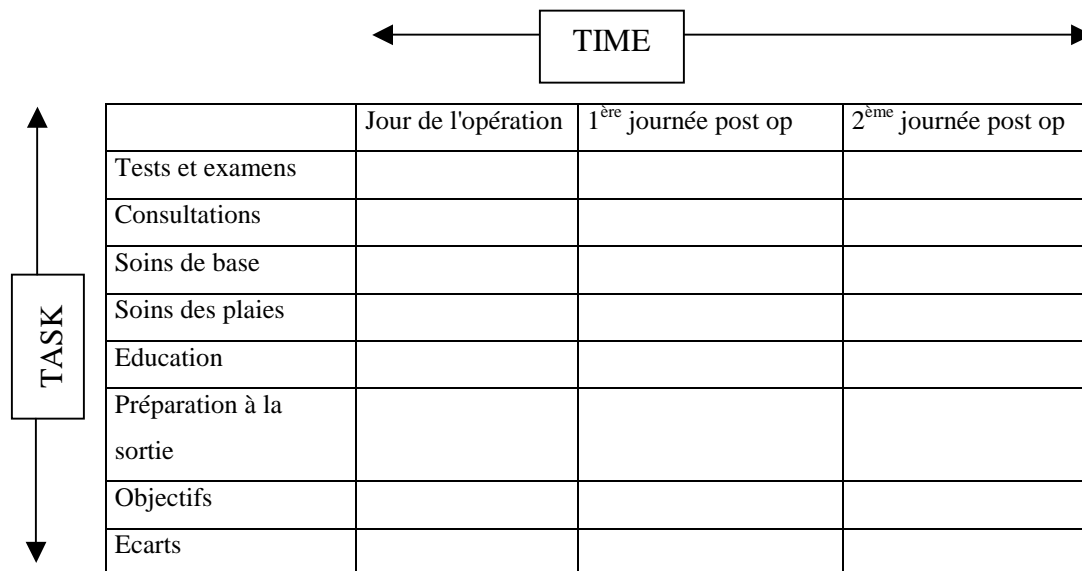 TIME
Jour de l'opération 1ère journée post op 2ème journée post op
Tests et examens
Consultations
Soins de base
Soins des plaies
TASK
Education
Préparation à la
sortie
Objectifs
Ecarts